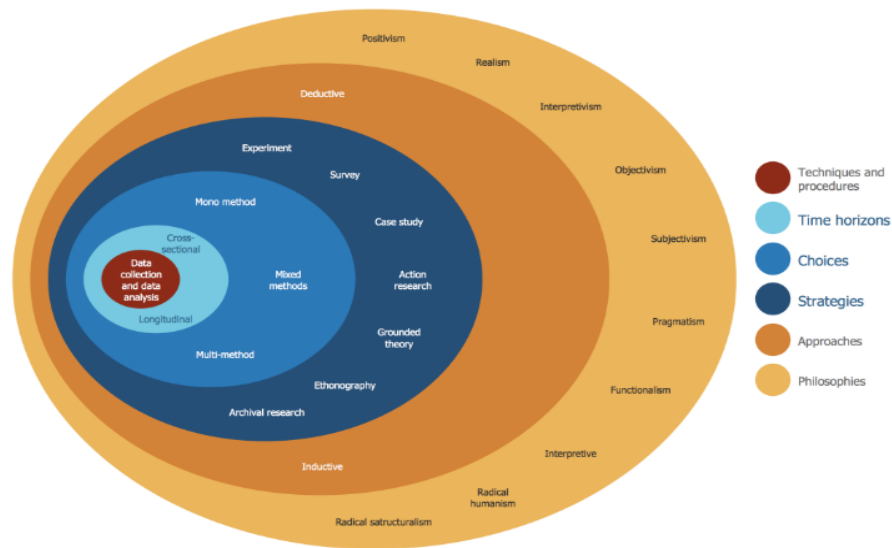 Positivism
Realism
Interpretivism
Objectivism
Subjectivism
Pragmatism
Functionalism
Interpretive
Radical
humanism
Radical satructuralism
Deductive
Inductive
Experiment
Survey
Case study
Action
research
Grounded
theory
Ethonography
Archival research
Mono method
Mixed
methods
Multi-method
Cross-
sectional
Longitudinal
Data
collection
and data
analysis
Techniques and
procedures
Time horizons
Choices
Strategies
Approaches
Philosophies